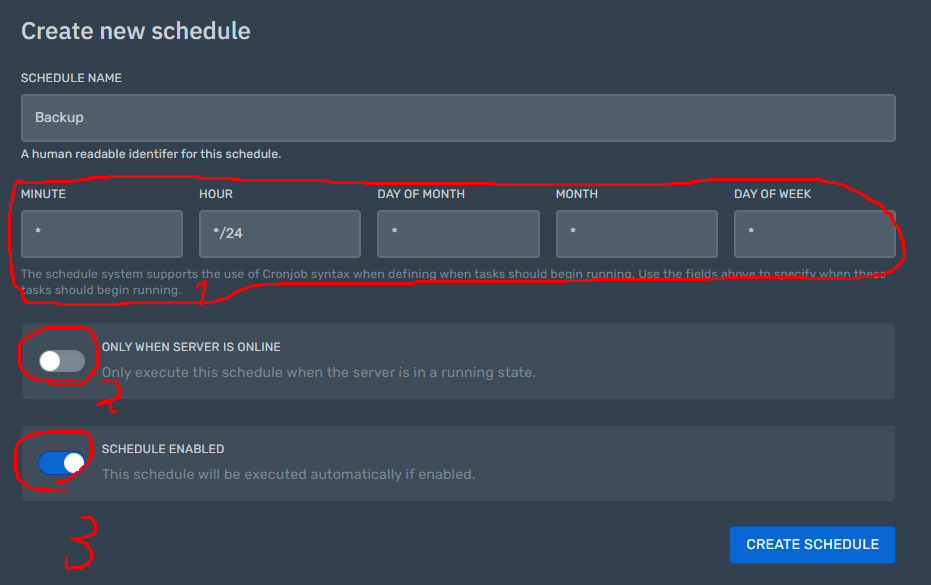 Create new schedule
SCHEDULE NAME
Backup
A human readable identifer for this schedule.
MINUTE HOUR DAY OF MONTH MONTH DAY OF WEEK
* */24 * * *
The schedule system supports the use of Cronjob syntax when defining when tasks should begin running. Use the fields above to specify when these
tasks should begin running.
1
ONLY WHEN SERVER IS ONLINE
Only execute this schedule when the server is in a running state.
2
SCHEDULE ENABLED
This schedule will be executed automatically if enabled.
3
CREATE SCHEDULE